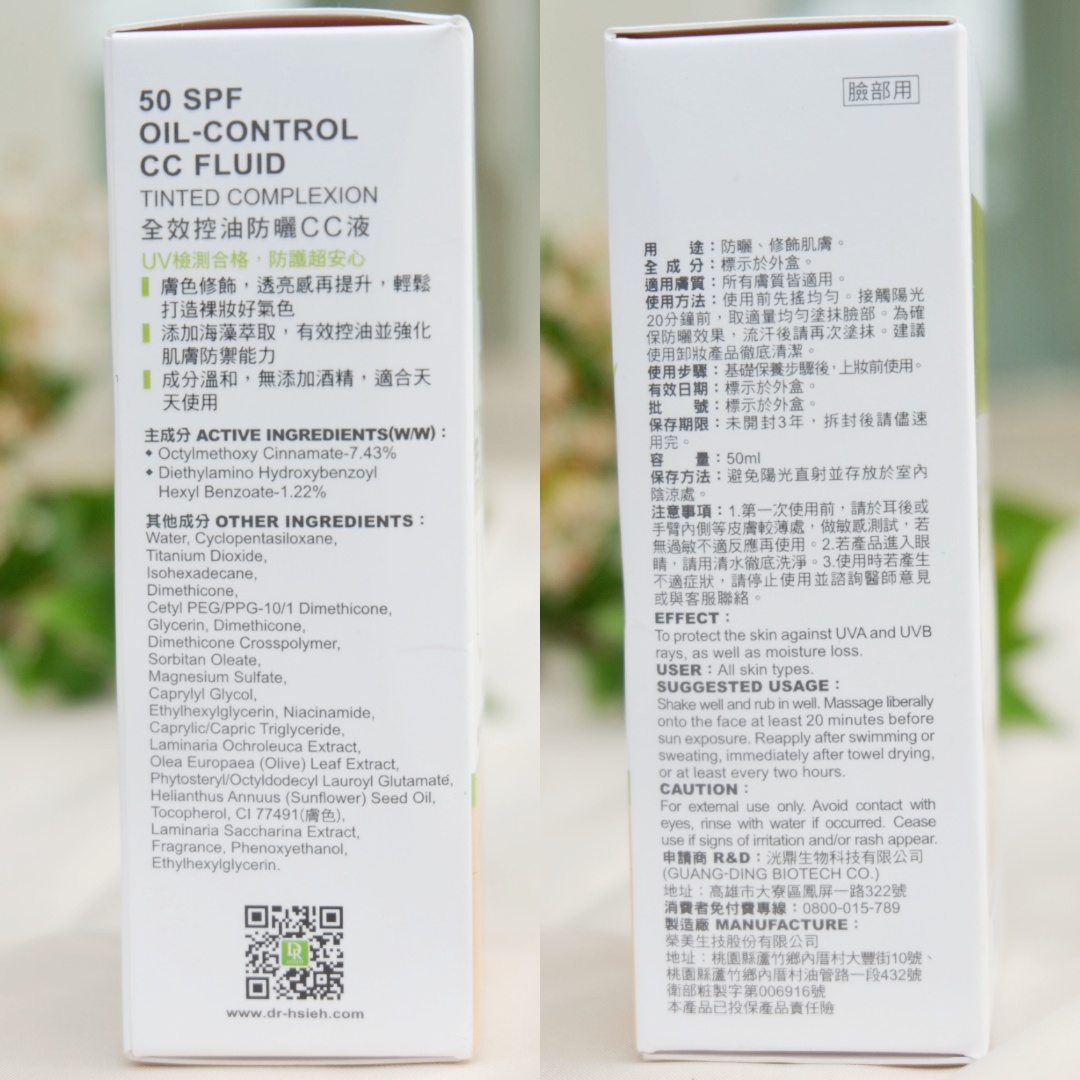 50 SPF
OIL-CONTROL
CC FLUID
TINTED COMPLEXION
全效控油防曬CC液
UV檢測合格，防護超安心
膚色修飾，透亮感再提升，輕鬆
打造裸妝好氣色
添加海藻萃取，有效控油並強化
肌膚防禦能力
成分溫和，無添加酒精，適合天
天使用
主成分 ACTIVE INGREDIENTS(W/W)：
◆ Octylmethoxy Cinnamate-7.43%
◆ Diethylamino Hydroxybenzoyl
Hexyl Benzoate-1.22%
其他成分 OTHER INGREDIENTS：
Water, Cyclopentasiloxane,
Titanium Dioxide,
Isohexadecane,
Dimethicone,
Cetyl PEG/PPG-10/1 Dimethicone,
Glycerin, Dimethicone,
Dimethicone Crosspolymer,
Sorbitan Oleate,
Magnesium Sulfate,
Caprylyl Glycol,
Ethylhexylglycerin, Niacinamide,
Caprylic/Capric Triglyceride,
Laminaria Ochroleuca Extract,
Olea Europaea (Olive) Leaf Extract,
Phytosteryl/Octyldodecyl Lauroyl Glutamate,
Helianthus Annuus (Sunflower) Seed Oil,
Tocopherol, CI 77491(膚色),
Laminaria Saccharina Extract,
Fragrance, Phenoxyethanol,
Ethylhexylglycerin.
DR
www.dr-hsieh.com
臉部用
用途：防曬、修飾肌膚。
全成分：標示於外盒。
適用膚質：所有膚質皆適用。
使用方法：使用前先搖均勻。接觸陽光
20分鐘前，取適量均勻塗抹臉部。為確
保防曬效果，流汗後請再次塗抹。建議
使用卸妝產品徹底清潔。
使用步驟：基礎保養步驟後，上妝前使用。
有效日期：標示於外盒。
批號：標示於外盒。
保存期限：未開封3年，拆封後請儘速
用完。
容量：50ml
保存方法：避免陽光直射並存放於室內
陰涼處。
注意事項：1.第一次使用前，請於耳後或
手臂內側等皮膚較薄處，做敏感測試，若
無過敏不適反應再使用。2.若產品進入眼
睛，請用清水徹底洗淨。3.使用時若產生
不適症狀，請停止使用並諮詢醫師意見
或與客服聯絡。
EFFECT：
To protect the skin against UVA and UVB
rays, as well as moisture loss.
USER：All skin types.
SUGGESTED USAGE：
Shake well and rub in well. Massage liberally
onto the face at least 20 minutes before
sun exposure. Reapply after swimming or
sweating, immediately after towel drying,
or at least every two hours.
CAUTION：
For external use only. Avoid contact with
eyes, rinse with water if occurred. Cease
use if signs of irritation and/or rash appear.
申請商 R&D：洸鼎生物科技有限公司
(GUANG-DING BIOTECH CO.)
地址：高雄市大寮區鳳屏一路322號
消費者免付費專線：0800-015-789
製造廠 MANUFACTURE：
榮美生技股份有限公司
地址：桃園縣蘆竹鄉內厝村大豐街10號、
桃園縣蘆竹鄉內厝村油管路一段432號
衛部粧製字第006916號
本產品已投保產品責任險